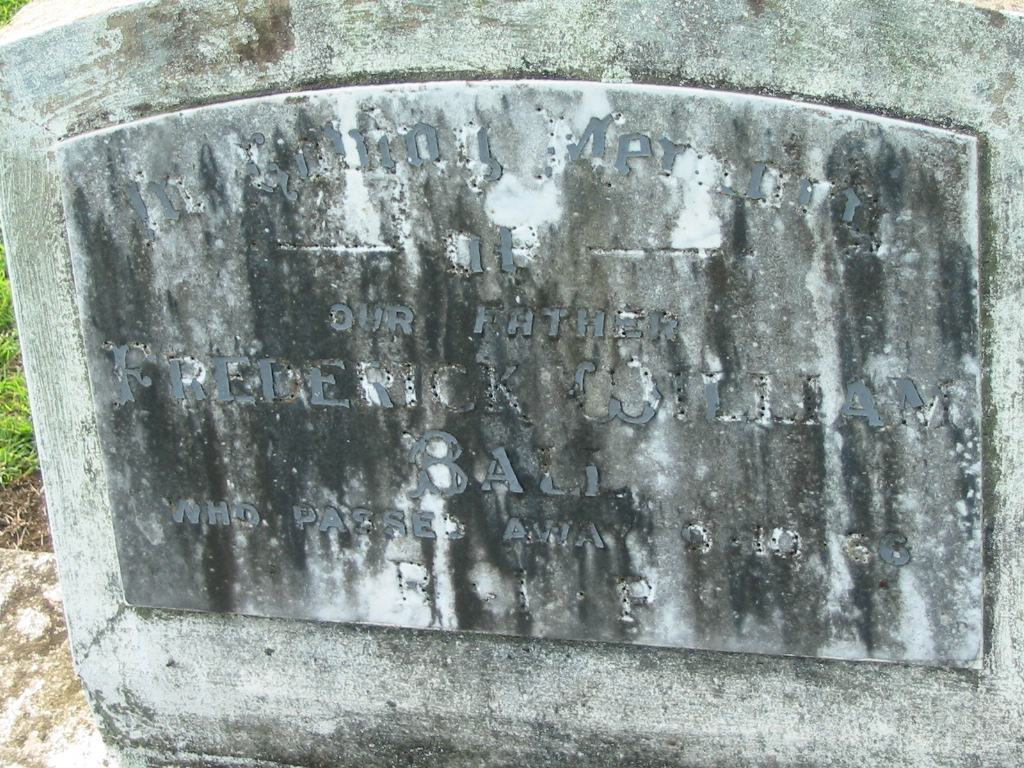 In Loving Memory
of
OUR FATHER
FREDERICK WILLIAM
BALL
WHO PASSED AWAY
R.I.P